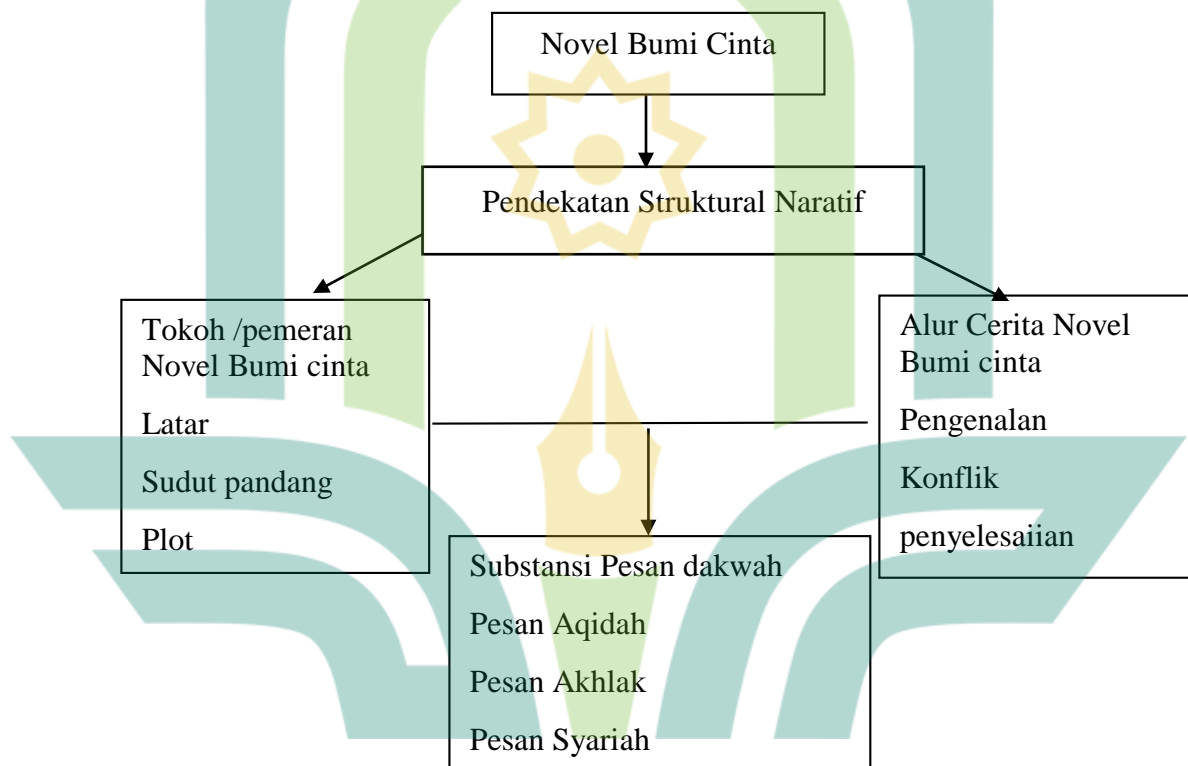 Novel Bumi Cinta
Pendekatan Struktural Naratif
Tokoh /pemeran
Novel Bumi cinta
Latar
Sudut pandang
Plot
Alur Cerita Novel
Bumi cinta
Pengenalan
Konflik
penyelesaiian
Substansi Pesan dakwah
Pesan Aqidah
Pesan Akhlak
Pesan Syariah